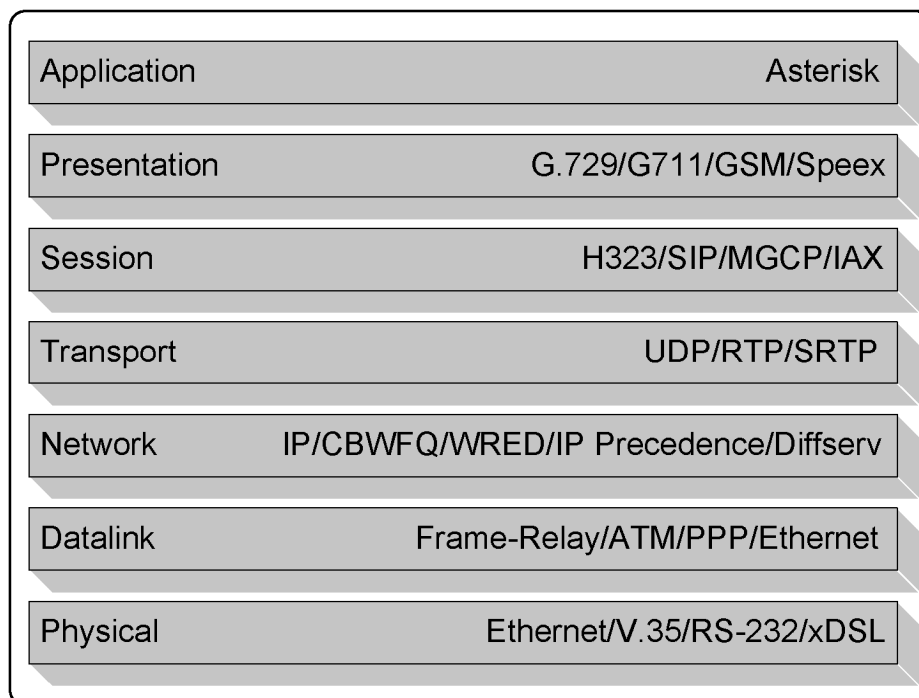 Application Asterisk
Presentation G.729/G711/GSM/Speex
Session H323/SIP/MGCP/IAX
Transport UDP/RTP/SRTP
Network IP/CBWFQ/WRED/IP Precedence/Diffserv
Datalink Frame-Relay/ATM/PPP/Ethernet
Physical Ethernet/V.35/RS-232/xDSL